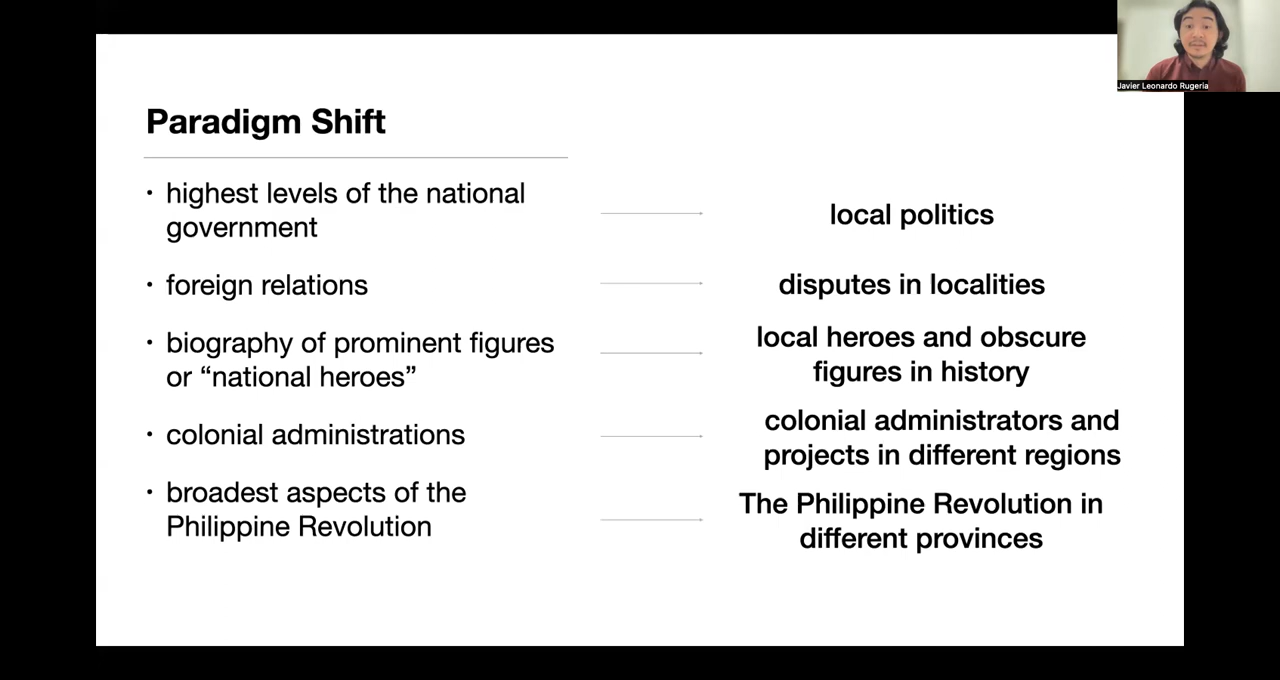 Javier Leonardo Rugeria
Paradigm Shift
• highest levels of the national
government
local politics
• foreign relations
disputes in localities
• biography of prominent figures
or “national heroes”
local heroes and obscure
figures in history
• colonial administrations
colonial administrators and
projects in different regions
• broadest aspects of the
Philippine Revolution
The Philippine Revolution in
different provinces